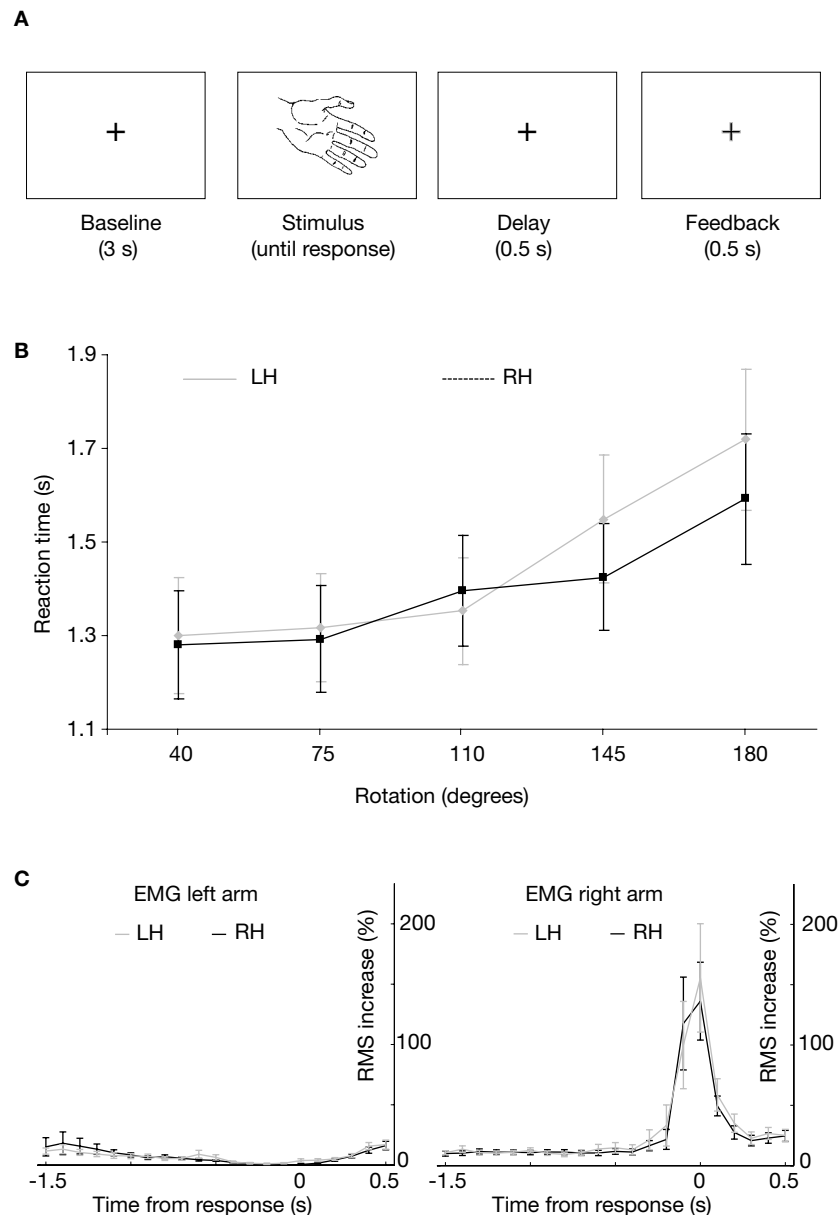 A
+
+
+
Baseline
(3 s)
Stimulus
(until response)
Delay
(0.5 s)
Feedback
(0.5 s)
B
1.9
1.7
1.5
1.3
1.1
Reaction time (s)
LH
RH
40 75 110 145 180
Rotation (degrees)
C
EMG left arm
LH RH
RMS increase (%)
200
100
0
-1.5 0 0.5
Time from response (s)
EMG right arm
LH RH
RMS increase (%)
200
100
0
-1.5 0 0.5
Time from response (s)